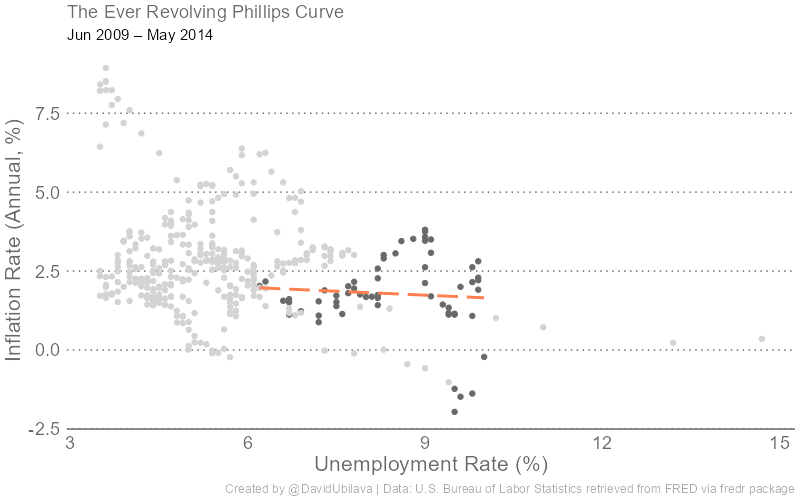 The Ever Revolving Phillips Curve
Jun 2009 – May 2014
Inflation Rate (Annual, %)
7.5
5.0
2.5
0.0
-2.5
3
6
9
12
15
Unemployment Rate (%)
Created by @DavidUbilava | Data: U.S. Bureau of Labor Statistics retrieved from FRED via fredr package